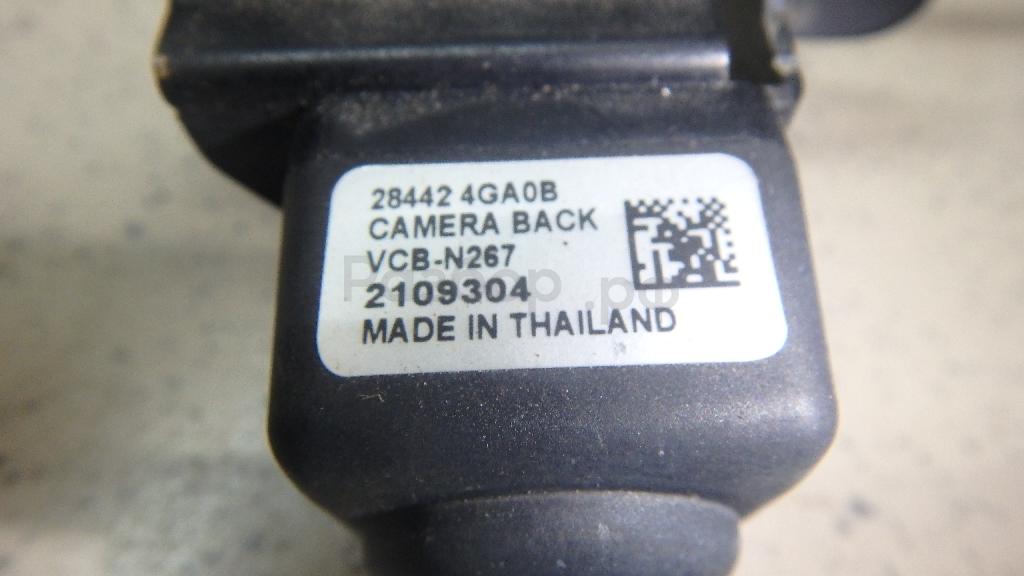 28442 4GA0B
CAMERA BACK
VCB-N267
2109304
MADE IN THAILAND